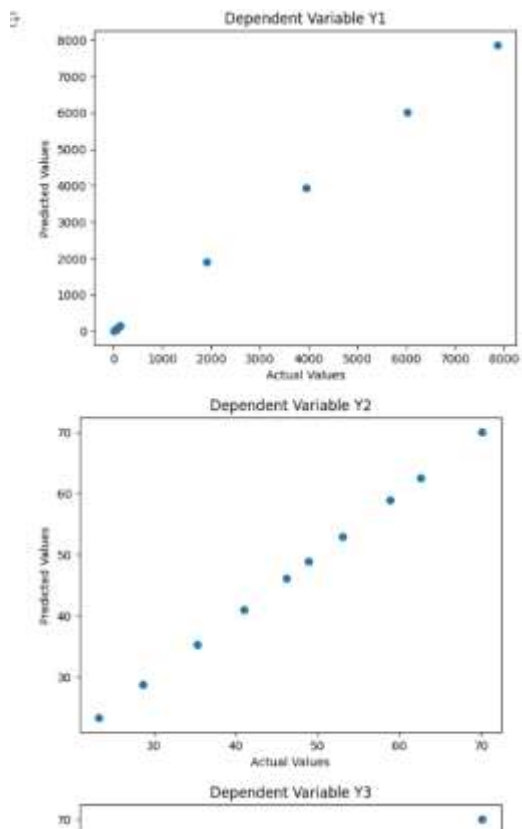 Dependent Variable Y1
8000
7000
6000
5000
4000
3000
2000
1000
0
Predicted Values
0 1000 2000 3000 4000 5000 6000 7000 8000
Actual Values
Dependent Variable Y2
70
60
50
40
30
Predicted Values
30 40 50 60 70
Actual Values
Dependent Variable Y3
70